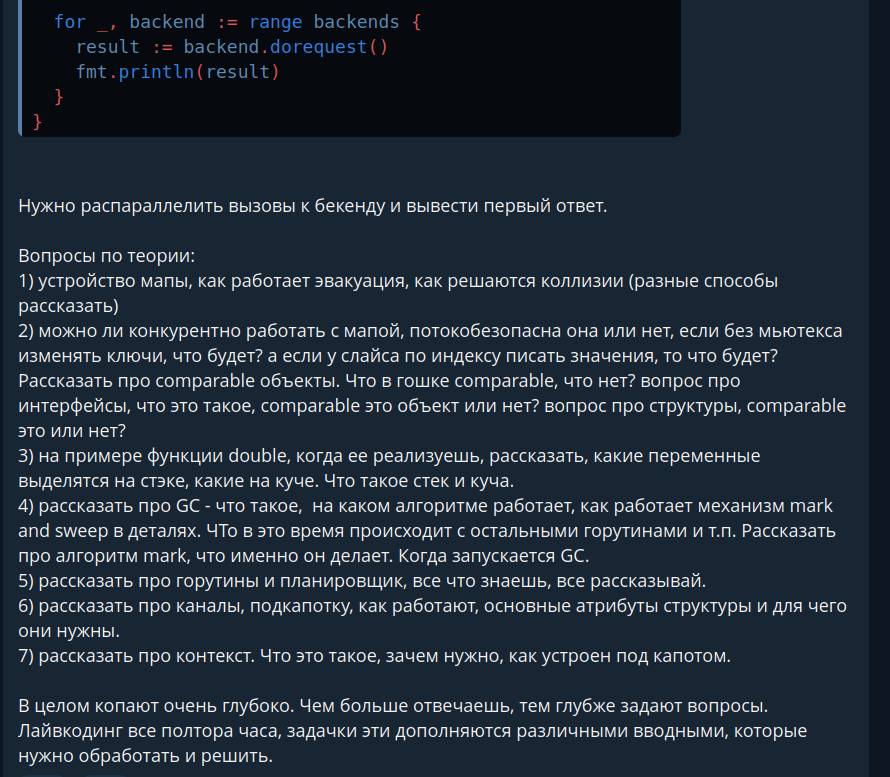 for _, backend := range backends {
result := backend.dorequest()
fmt.println(result)
}
}
Нужно распараллелить вызовы к бекенду и вывести первый ответ.
Вопросы по теории:
1) устройство мапы, как работает эвакуация, как решаются коллизии (разные способы
рассказать)
2) можно ли конкурентно работать с мапой, потокобезопасна она или нет, если без мьютекса
изменять ключи, что будет? а если у слайса по индексу писать значения, то что будет?
Рассказать про comparable объекты. Что в гошке comparable, что нет? вопрос про
интерфейсы, что это такое, comparable это объект или нет? вопрос про структуры, comparable
это или нет?
3) на примере функции double, когда ее реализуешь, рассказать, какие переменные
выделятся на стэке, какие на куче. Что такое стек и куча.
4) рассказать про GC - что такое,  на каком алгоритме работает, как работает механизм mark
and sweep в деталях. ЧТо в это время происходит с остальными горутинами и т.п. Рассказать
про алгоритм mark, что именно он делает. Когда запускается GC.
5) рассказать про горутины и планировщик, все что знаешь, все рассказывай.
6) рассказать про каналы, подкапотку, как работают, основные атрибуты структуры и для чего
они нужны.
7) рассказать про контекст. Что это такое, зачем нужно, как устроен под капотом.
В целом копают очень глубоко. Чем больше отвечаешь, тем глубже задают вопросы.
Лайвкодинг все полтора часа, задачки эти дополняются различными вводными, которые
нужно обработать и решить.